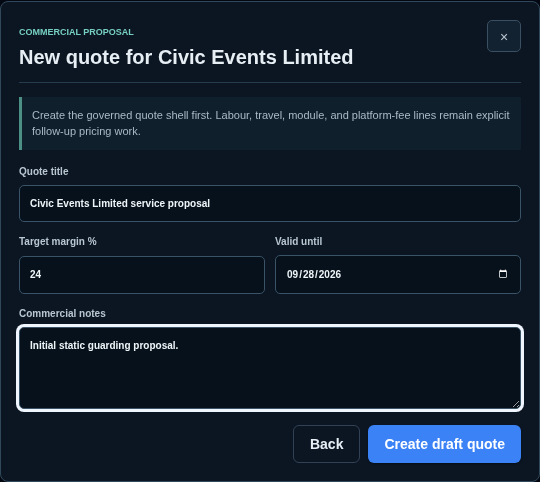 COMMERCIAL PROPOSAL
×
New quote for Civic Events Limited
Create the governed quote shell first. Labour, travel, module, and platform-fee lines remain explicit
follow-up pricing work.
Quote title
Civic Events Limited service proposal
Target margin %
Valid until
24
09/28/2026
Commercial notes
Initial static guarding proposal.
Back
Create draft quote